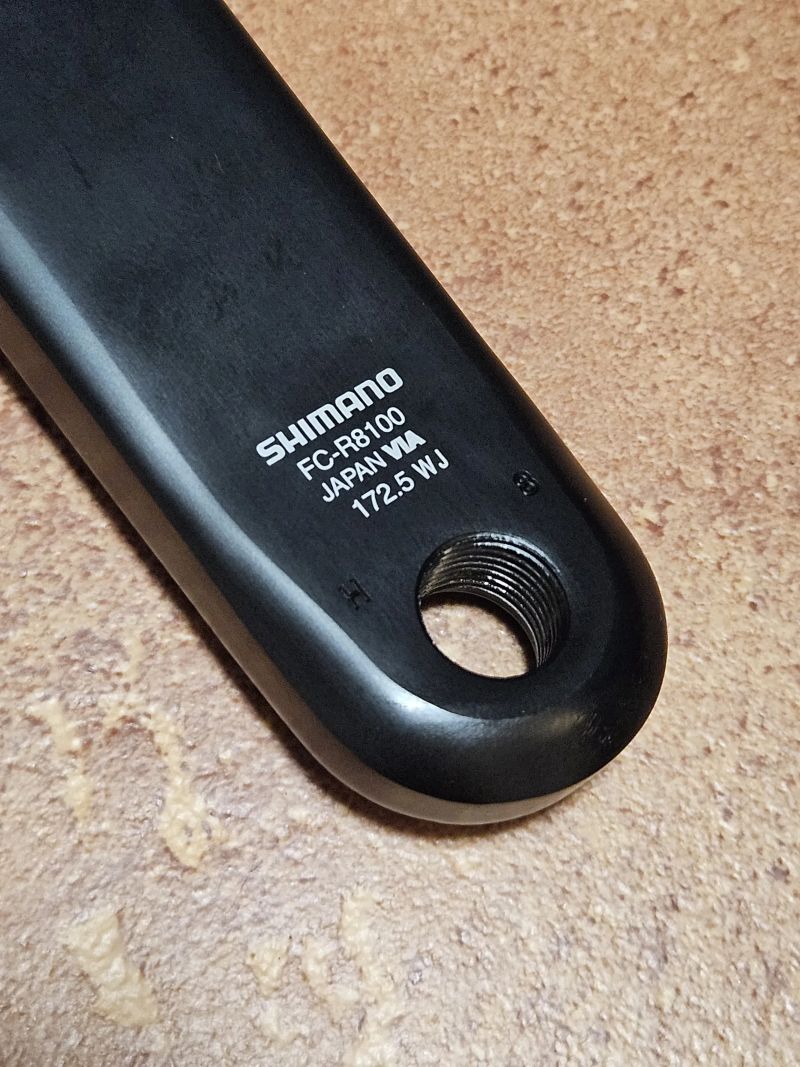 SHIMANO
FC-R8100
JAPAN VIA
172.5 WJ
H